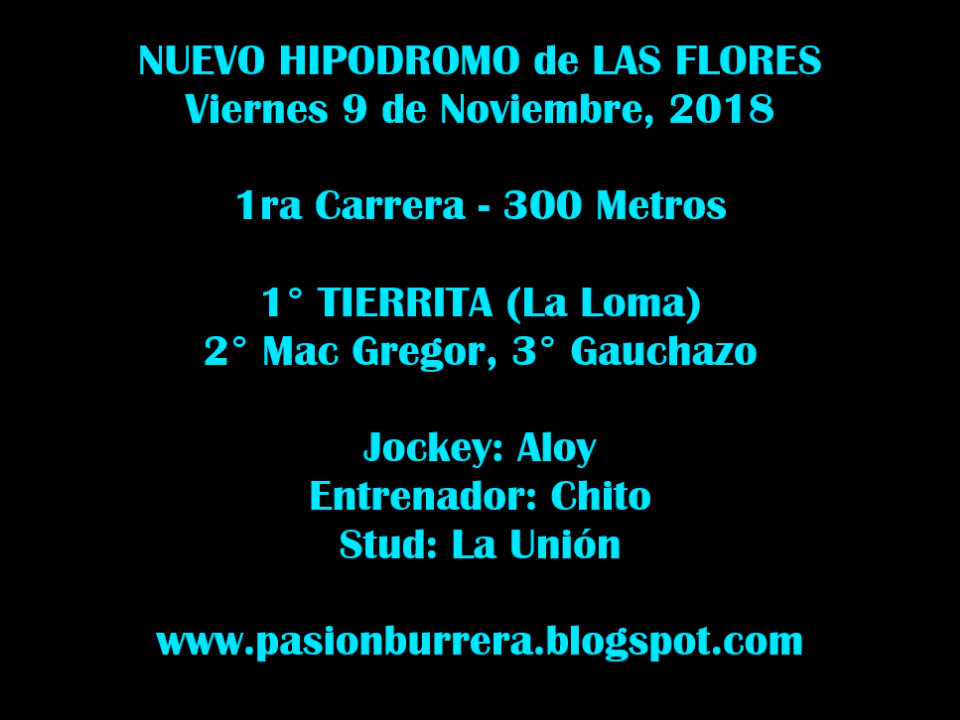 NUEVO HIPODROMO de LAS FLORES
Viernes 9 de Noviembre, 2018
1ra Carrera - 300 Metros
1° TIERRITA (La Loma)
2° Mac Gregor, 3° Gauchazo
Jockey: Aloy
Entrenador: Chito
Stud: La Unión
www.pasionburrera.blogspot.com